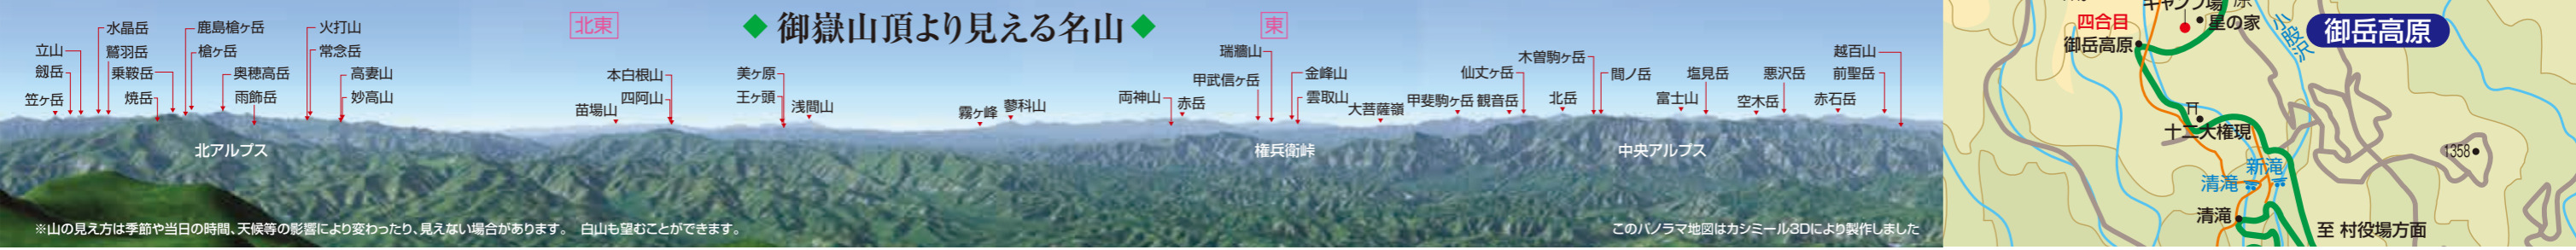 ◆ 御嶽山頂より見える名山 ◆
北東
東
立山
劔岳
笠ヶ岳
水晶岳
鷲羽岳
乗鞍岳
焼岳
鹿島槍ヶ岳
槍ヶ岳
奥穂高岳
雨飾岳
火打山
常念岳
高妻山
妙高山
苗場山
本白根山
四阿山
美ヶ原
王ヶ頭
浅間山
霧ヶ峰
蓼科山
両神山
赤岳
瑞牆山
甲武信ヶ岳
金峰山
雲取山
大菩薩嶺
甲斐駒ヶ岳
仙丈ヶ岳
観音岳
木曽駒ヶ岳
北岳
間ノ岳
塩見岳
富士山
悪沢岳
空木岳
越百山
前聖岳
赤石岳
北アルプス
権兵衛峠
中央アルプス
※山の見え方は季節や当日の時間、天候等の影響により変わったり、見えない場合があります。 白山も望むことができます。
このパノラマ地図はカシミール3Dにより製作しました
キャンプ場
原
四合目
星の家
御岳高原
小股沢
御岳高原
十二大権現
新滝
清滝
清滝
1358
至 村役場方面